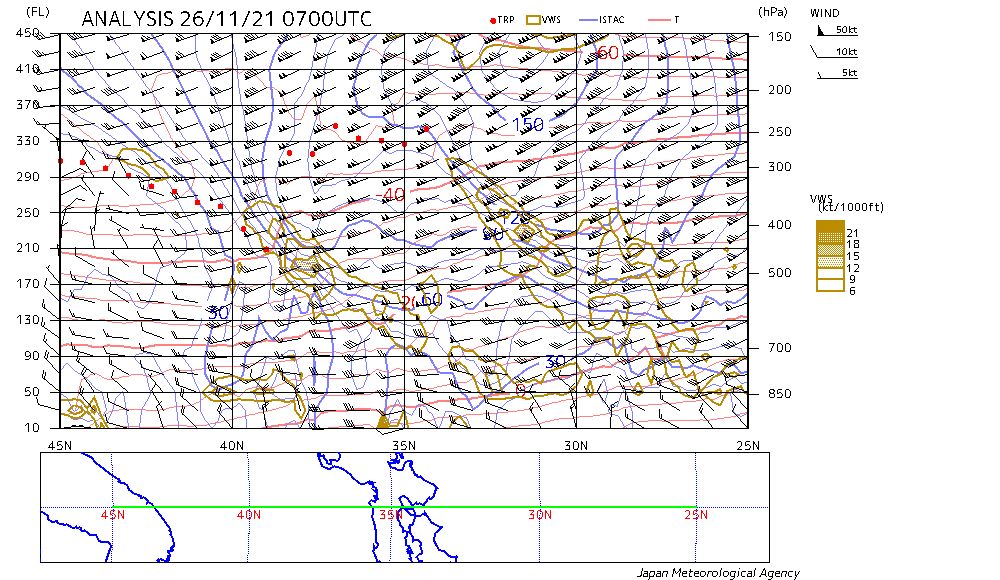 (FL) ANALYSIS 26/11/21 0700UTC TRP VWS ISTAC T (hPa) WIND
450 150 50kt
10kt
410 5kt
-60
370 200
150
330 250
290 300
-40
250 VWS
(kt/1000ft)
120
400
90
210 21
18
15
500 12
170 9
-20 60 6
30
130
700
90 30
50 0 850
10
45N 40N 35N 30N 25N
45N 40N 35N 30N 25N
Japan Meteorological Agency